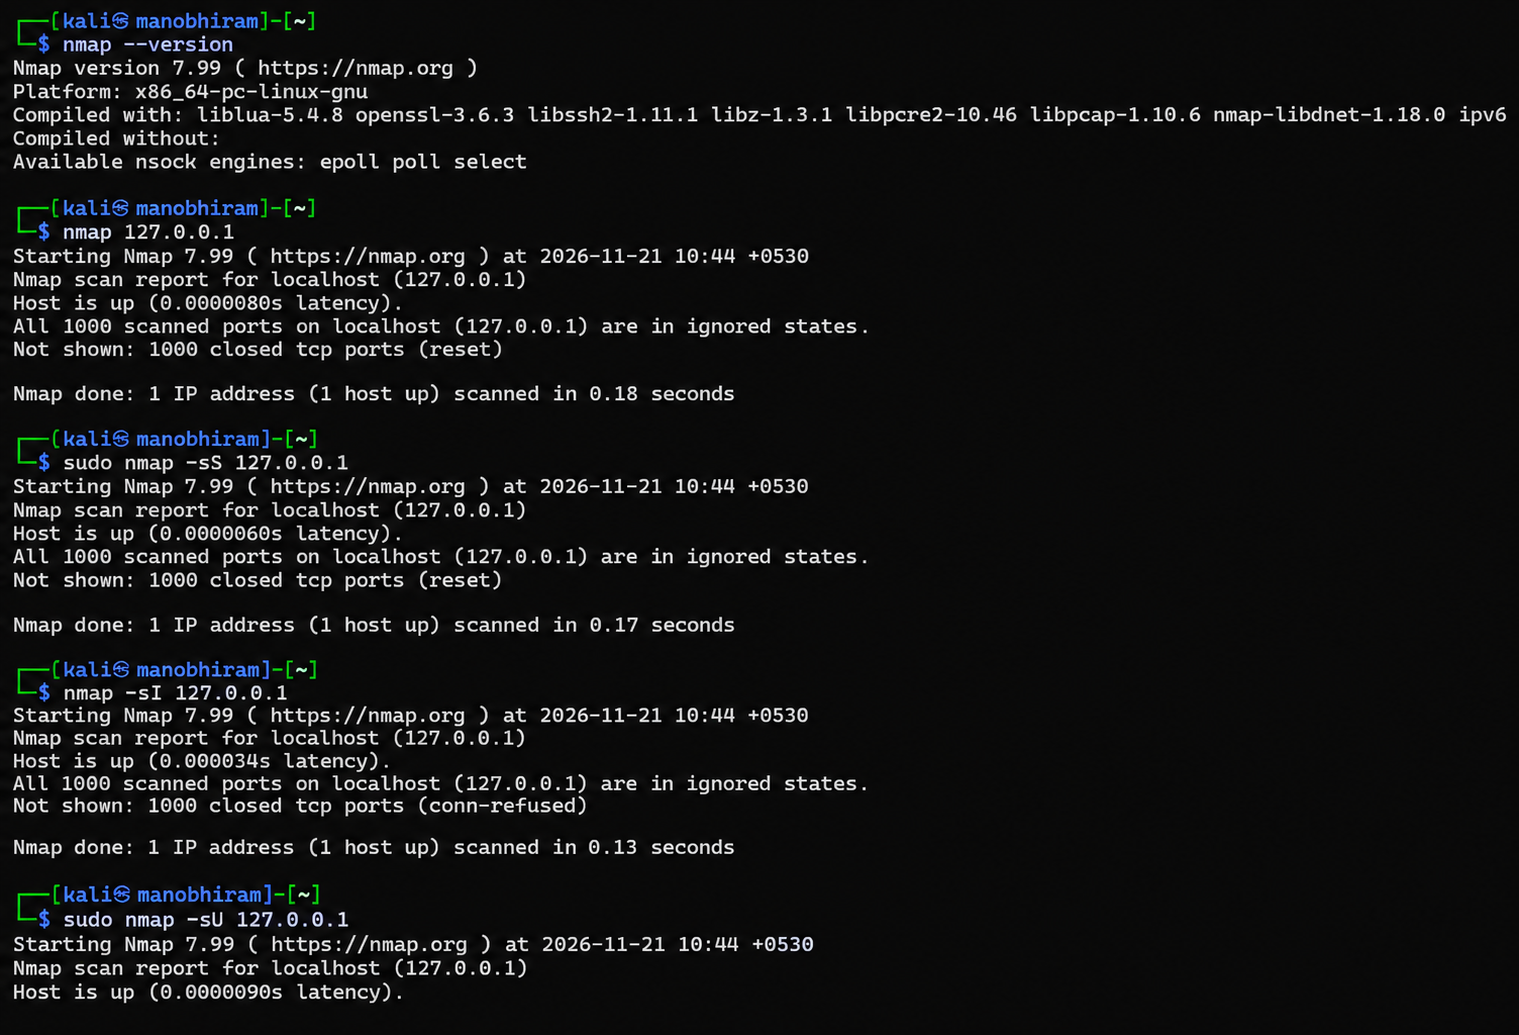 ┌──[kali㉿manobhiram]-[~]
└─$ nmap --version
Nmap version 7.99 ( https://nmap.org )
Platform: x86_64-pc-linux-gnu
Compiled with: liblua-5.4.8 openssl-3.6.3 libssh2-1.11.1 libz-1.3.1 libpcre2-10.46 libpcap-1.10.6 nmap-libdnet-1.18.0 ipv6
Compiled without:
Available nsock engines: epoll poll select
┌──[kali㉿manobhiram]-[~]
└─$ nmap 127.0.0.1
Starting Nmap 7.99 ( https://nmap.org ) at 2026-11-21 10:44 +0530
Nmap scan report for localhost (127.0.0.1)
Host is up (0.0000080s latency).
All 1000 scanned ports on localhost (127.0.0.1) are in ignored states.
Not shown: 1000 closed tcp ports (reset)
Nmap done: 1 IP address (1 host up) scanned in 0.18 seconds
┌──(kali㉿manobhiram]-[~]
└─$ sudo nmap -sS 127.0.0.1
Starting Nmap 7.99 ( https://nmap.org ) at 2026-11-21 10:44 +0530
Nmap scan report for localhost (127.0.0.1)
Host is up (0.0000060s latency).
All 1000 scanned ports on localhost (127.0.0.1) are in ignored states.
Not shown: 1000 closed tcp ports (reset)
Nmap done: 1 IP address (1 host up) scanned in 0.17 seconds
┌──[kali㉿manobhiram]-[~]
└─$ nmap -sI 127.0.0.1
Starting Nmap 7.99 ( https://nmap.org ) at 2026-11-21 10:44 +0530
Nmap scan report for localhost (127.0.0.1)
Host is up (0.000034s latency).
All 1000 scanned ports on localhost (127.0.0.1) are in ignored states.
Not shown: 1000 closed tcp ports (conn-refused)
Nmap done: 1 IP address (1 host up) scanned in 0.13 seconds
┌──[kali㉿manobhiram]-[~]
└─$ sudo nmap -sU 127.0.0.1
Starting Nmap 7.99 ( https://nmap.org ) at 2026-11-21 10:44 +0530
Nmap scan report for localhost (127.0.0.1)
Host is up (0.0000090s latency).